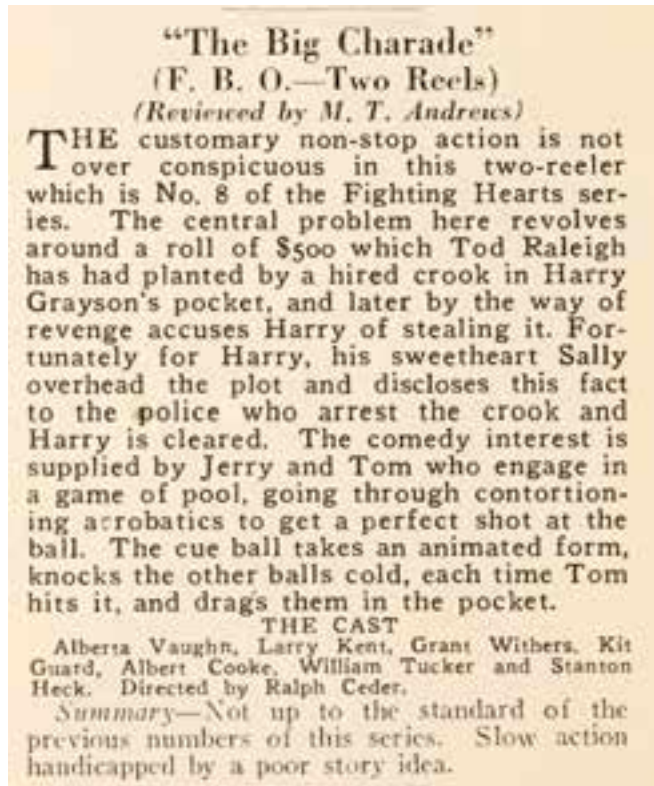 “The Big Charade”
(F. B. O.—Two Reels)
(Reviewed by M. T. Andrews)
THE customary non-stop action is not
over conspicuous in this two-reeler
which is No. 8 of the Fighting Hearts ser-
ies. The central problem here revolves
around a roll of $500 which Tod Raleigh
has had planted by a hired crook in Harry
Grayson's pocket, and later by the way of
revenge accuses Harry of stealing it. For-
tunately for Harry, his sweetheart Sally
overhead the plot and discloses this fact
to the police who arrest the crook and
Harry is cleared. The comedy interest is
supplied by Jerry and Tom who engage in
a game of pool, going through contortion-
ing acrobatics to get a perfect shot at the
ball. The cue ball takes an animated form,
knocks the other balls cold, each time Tom
hits it, and drags them in the pocket.
THE CAST
Alberta Vaughn, Larry Kent, Grant Withers, Kit
Guard, Albert Cooke, William Tucker and Stanton
Heck. Directed by Ralph Ceder.
Summary—Not up to the standard of the
previous numbers of this series. Slow action
handicapped by a poor story idea.